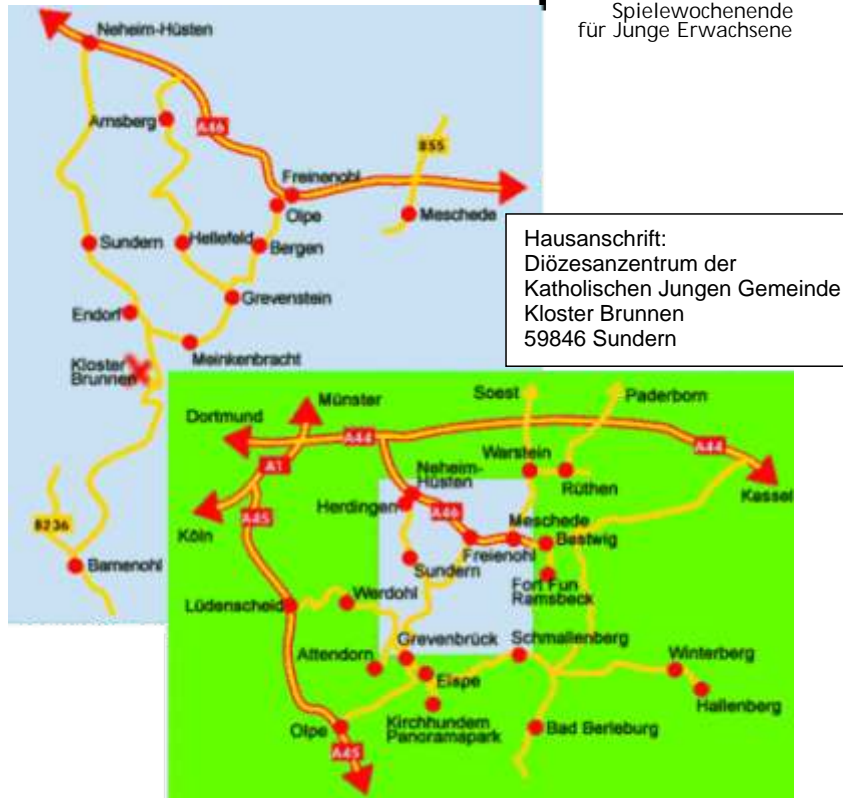 Spielewochenende
für Junge Erwachsene
Neheim-Hüsten
Arnsberg
A46
B55
Freinenohl
Olpe
Meschede
Sundern
Hellefeld
Bergen
Grevenstein
Endorf
Meinkenbracht
Kloster
Brunnen
B236
Bamenohl
Hausanschrift:
Diözesanzentrum der
Katholischen Jungen Gemeinde
Kloster Brunnen
59846 Sundern
Münster
Dortmund
Soest
Paderborn
A44
A1
Warstein
A44
Neheim-
Hüsten
Rüthen
Kassel
Herdingen
A46
Meschede
Köln
A45
Bestwig
Freienohl
Sundern
Fort Fun
Ramsbeck
Lüdenscheid
Werdohl
Grevenbrück
Schmallenberg
Attendorn
Winterberg
Elspe
Hallenberg
Kirchhundem
Panoramapark
Olpe
Bad Berleburg
A45